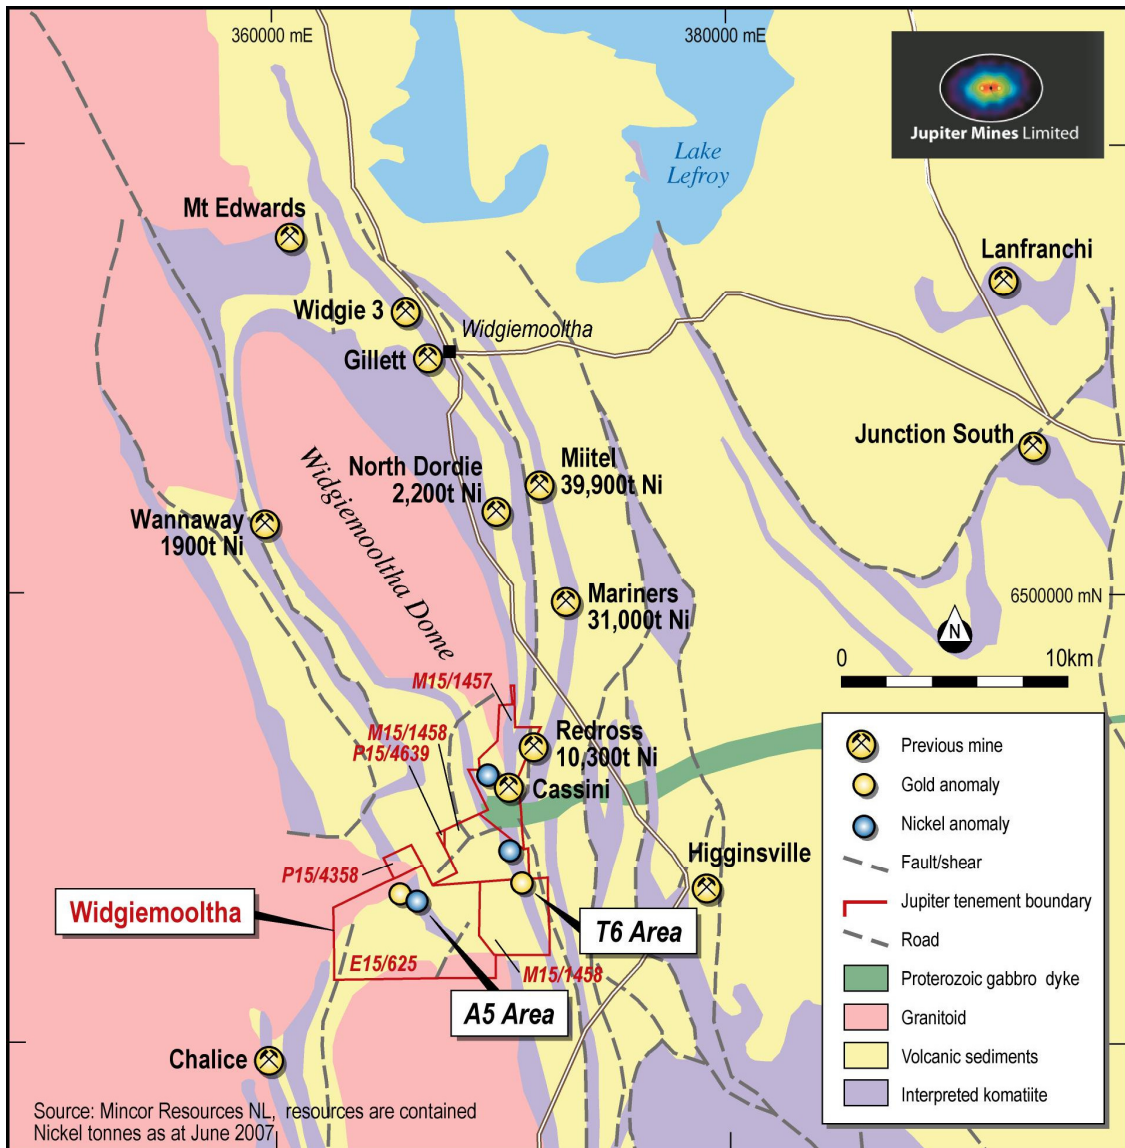 360000 mE
380000 mE
Jupiter Mines Limited
Lake
Lefroy
Mt Edwards
Lanfranchi
Widgie 3
Widgiemooltha
Gillett
Junction South
North Dordie
2,200t Ni
Miitel
39,900t Ni
Wannaway
1900t Ni
Widgiemooltha Dome
Mariners
31,000t Ni
6500000 mN
N
0
10km
M15/1457
M15/1458
P15/4639
Redross
10,300t Ni
Cassini
Higginsville
P15/4358
Widgiemooltha
T6 Area
E15/625
M15/1458
A5 Area
Chalice
Previous mine
Gold anomaly
Nickel anomaly
Fault/shear
Jupiter tenement boundary
Road
Proterozoic gabbro dyke
Granitoid
Volcanic sediments
Interpreted komatiite
Source: Mincor Resources NL, resources are contained
Nickel tonnes as at June 2007